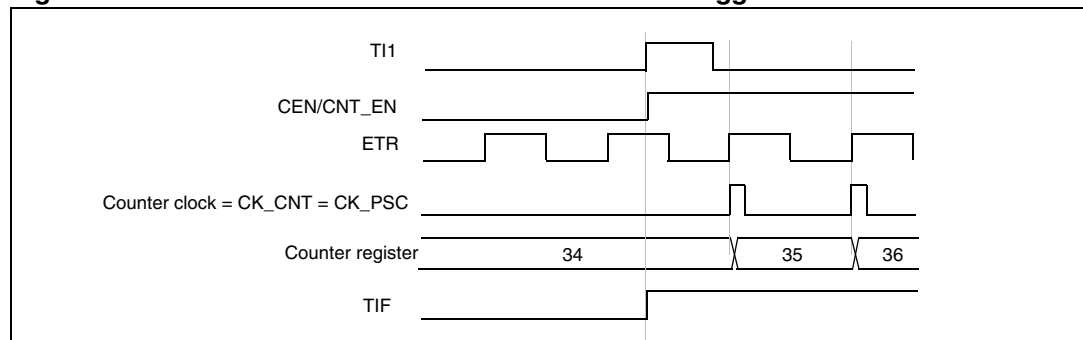 TI1
CEN/CNT_EN
ETR
Counter clock = CK_CNT = CK_PSC
Counter register 34 35 36
TIF